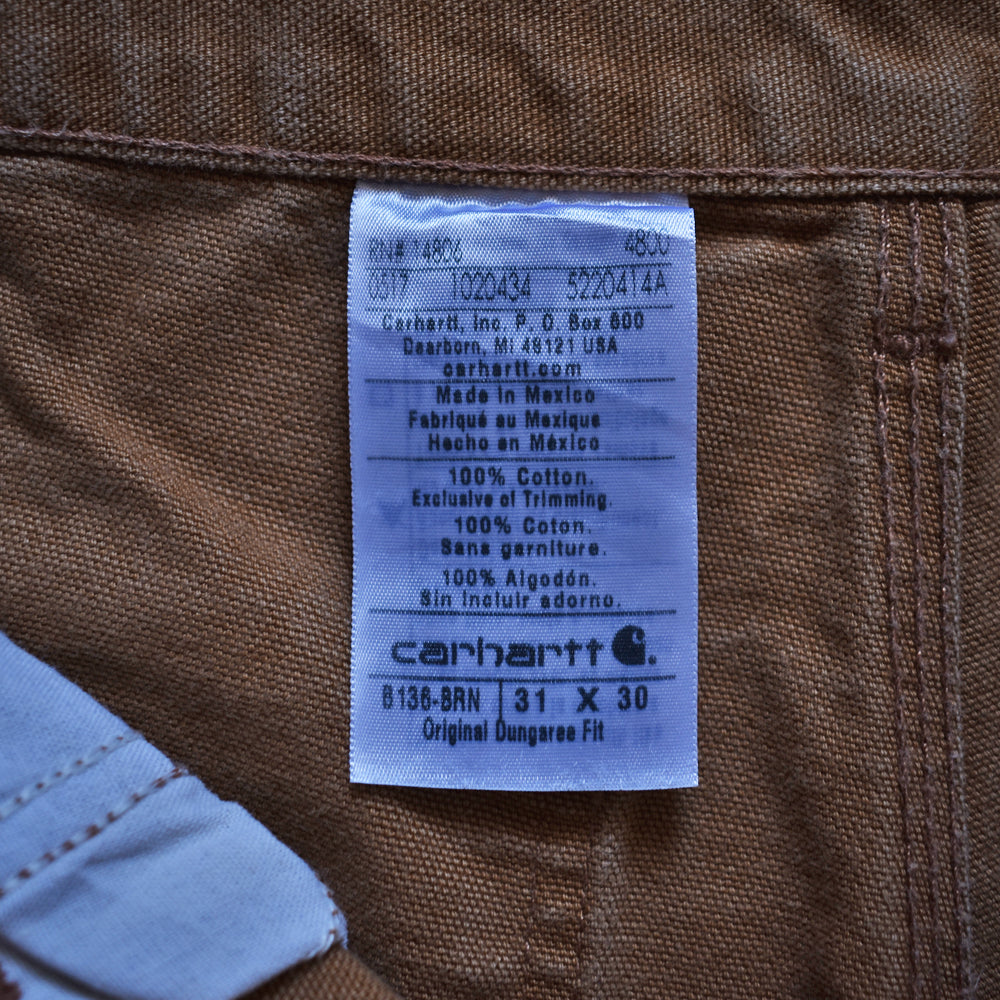 RN# 14806 4800
0617 1020434 5220414A
Carhartt, Inc. P. O. Box 600
Dearborn, MI 48121 USA
carhartt.com
Made in Mexico
Fabriqué au Mexique
Hecho en México
100% Cotton.
Exclusive of Trimming.
100% Coton.
Sans garniture.
100% Algodón.
Sin Incluir adorno.
carhartt
B136-BRN 31 X 30
Original Dungaree Fit